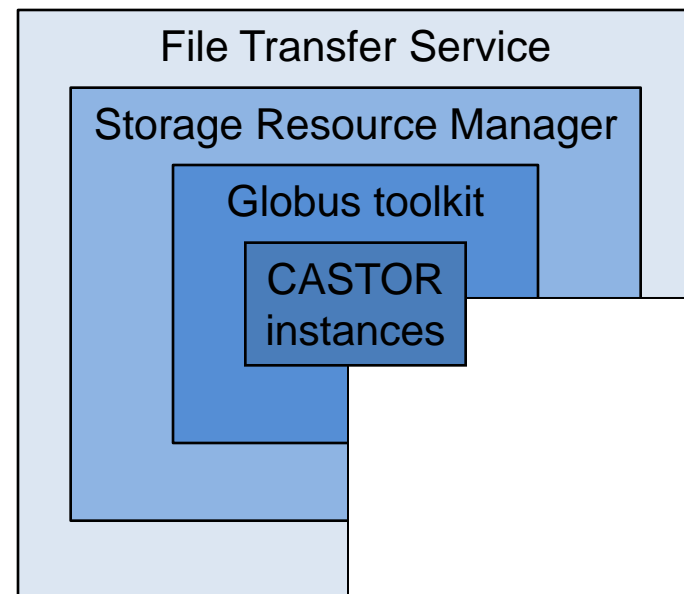 File Transfer Service
Storage Resource Manager
Globus toolkit
CASTOR
instances